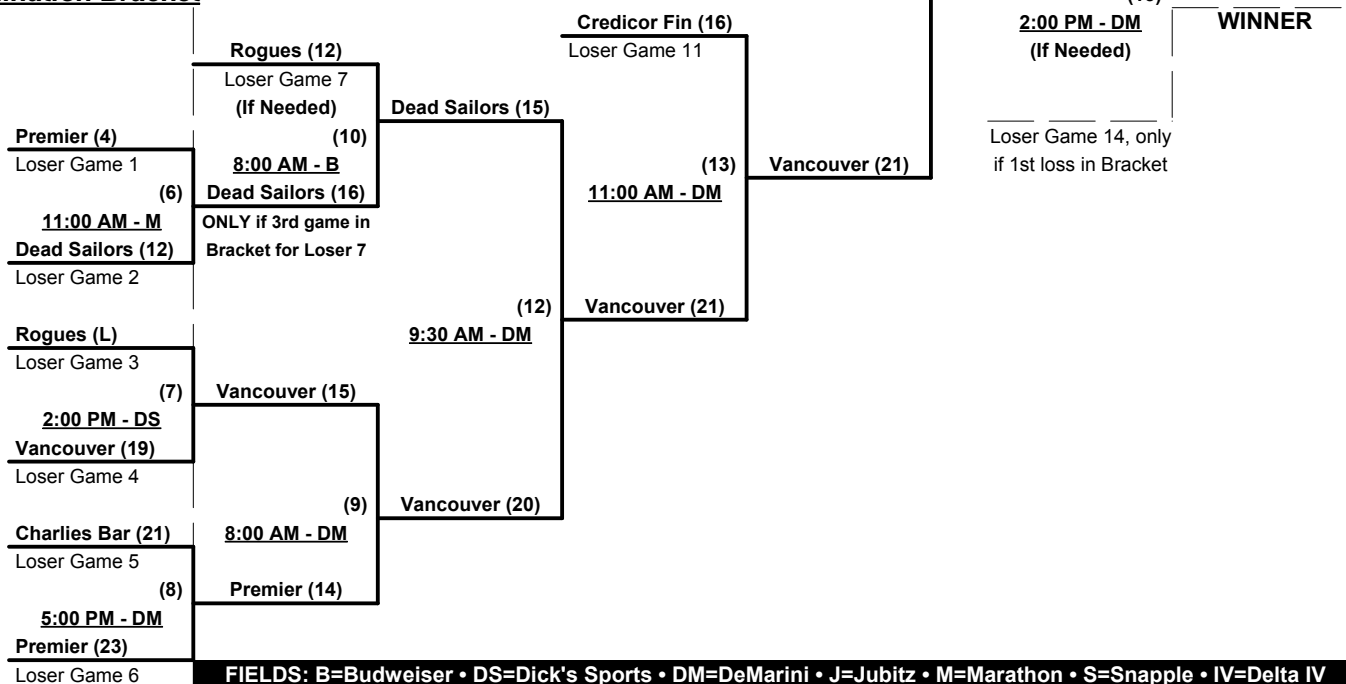 Credicor Fin (16)
2:00 PM - DM
WINNER
Rogues (12)
Loser Game 11
(If Needed)
Loser Game 7
(If Needed)
Dead Sailors (15)
Premier (4)
(10)
Loser Game 14, only
Loser Game 1
8:00 AM - B
(13)
Vancouver (21)
if 1st loss in Bracket
(6)
Dead Sailors (16)
11:00 AM - DM
11:00 AM - M
ONLY if 3rd game in
Dead Sailors (12)
Bracket for Loser 7
Loser Game 2
(12)
Vancouver (21)
Rogues (L)
9:30 AM - DM
Loser Game 3
(7)
Vancouver (15)
2:00 PM - DS
Vancouver (19)
Loser Game 4
(9)
Vancouver (20)
Charlies Bar (21)
8:00 AM - DM
Loser Game 5
(8)
Premier (14)
5:00 PM - DM
Premier (23)
Loser Game 6
FIELDS: B=Budweiser • DS=Dick's Sports • DM=DeMarini • J=Jubitz • M=Marathon • S=Snapple • IV=Delta IV